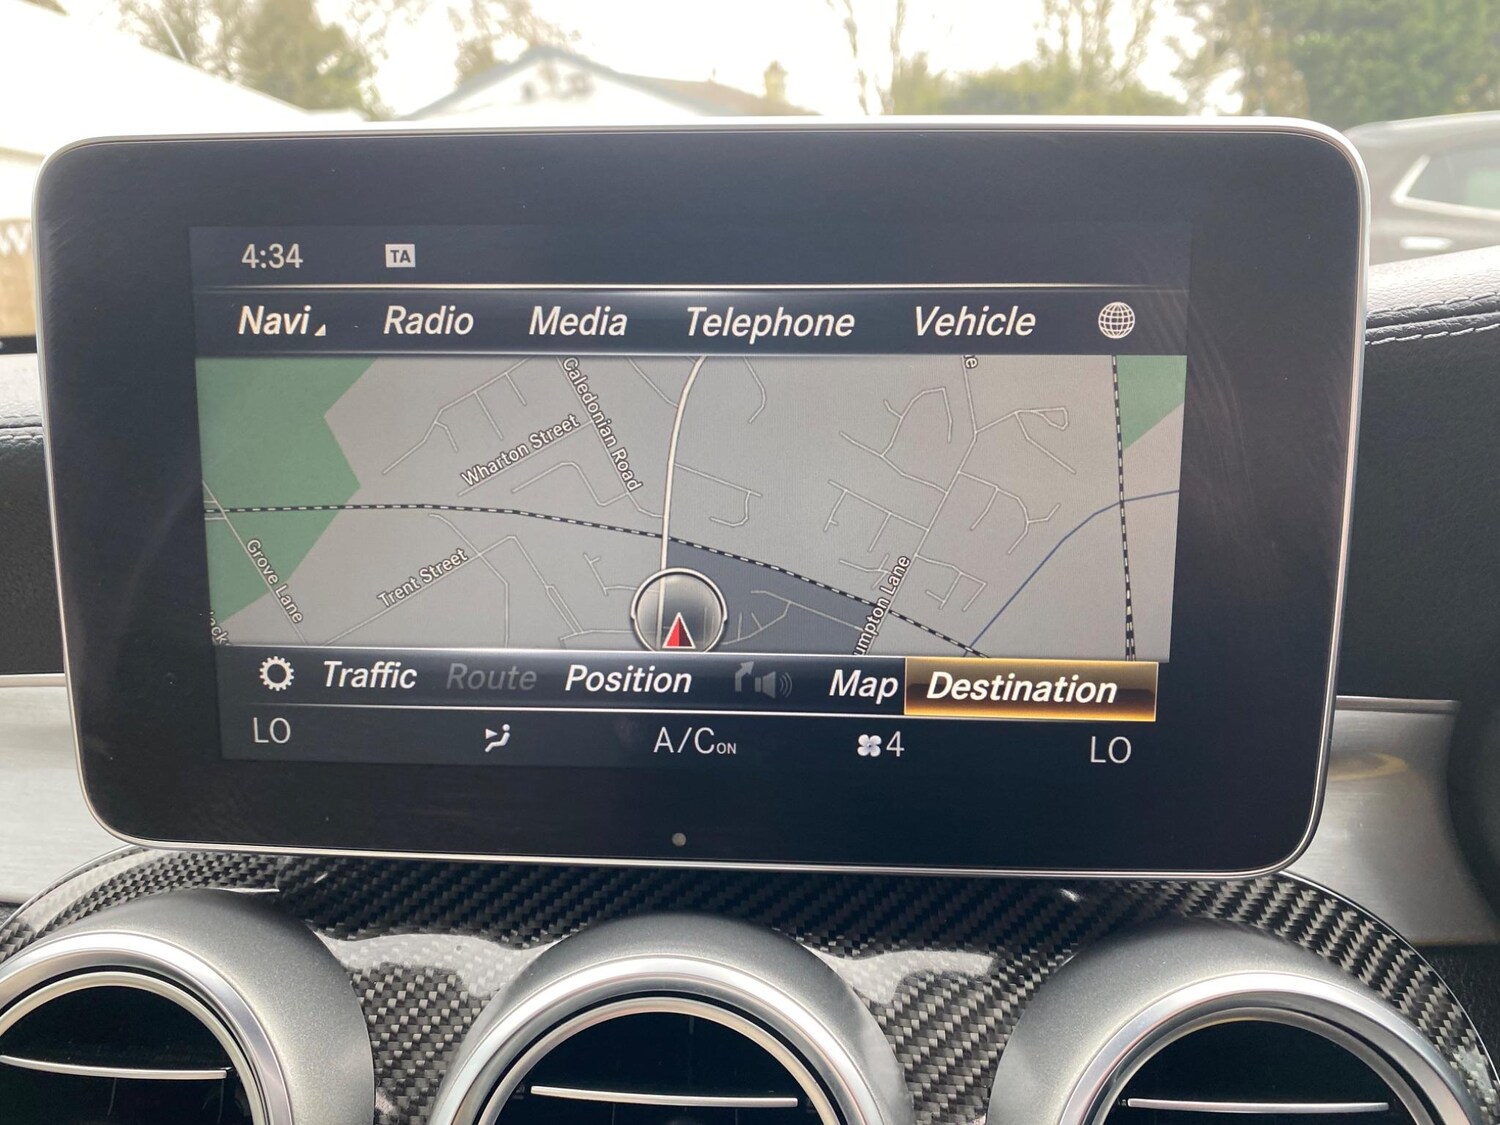 4:34 TA
Navi Radio Media Telephone Vehicle
Caledonian Road
Wharton Street
Grove Lane
Trent Street
Traffic Route Position Map Destination
LO A/C ON 4 LO